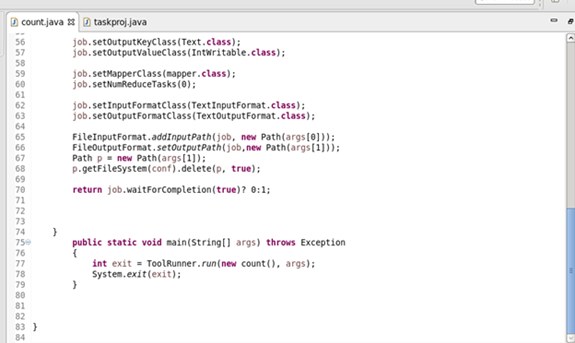 count.java taskproj.java
56 job.setOutputKeyClass(Text.class);
57 job.setOutputValueClass(IntWritable.class);
58
59 job.setMapperClass(mapper.class);
60 job.setNumReduceTasks(0);
61
62 job.setInputFormatClass(TextInputFormat.class);
63 job.setOutputFormatClass(TextOutputFormat.class);
64
65 FileInputFormat.addInputPath(job, new Path(args[0]));
66 FileOutputFormat.setOutputPath(job,new Path(args[1]));
67 Path p = new Path(args[1]);
68 p.getFileSystem(conf).delete(p, true);
69
70 return job.waitForCompletion(true)? 0:1;
71
72
73
74 }
75 public static void main(String[] args) throws Exception
76 {
77 int exit = ToolRunner.run(new count(), args);
78 System.exit(exit);
79 }
80
81
82
83 }
84